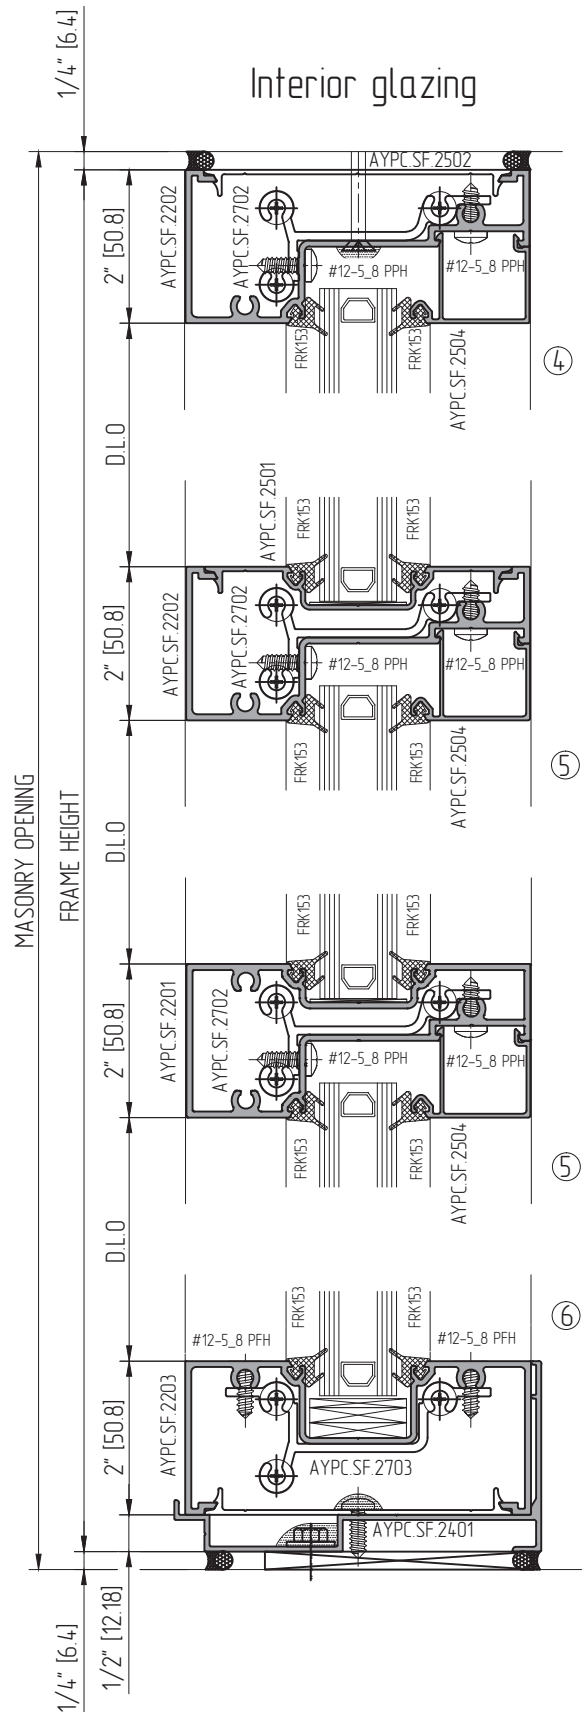 1/4" [6.4]
Interior glazing
AYPC.SF.2502
AYPC.SF.2202
AYPC.SF.2702
2" [50.8]
#12-5_8 PPH
#12-5_8 PPH
FRK153
FRK153
AYPC.SF.2504
4
D.L.O
AYPC.SF.2501
FRK153
FRK153
2" [50.8]
AYPC.SF.2202
AYPC.SF.2702
#12-5_8 PPH
#12-5_8 PPH
FRK153
FRK153
AYPC.SF.2504
5
MASONRY OPENING
FRAME HEIGHT
D.L.O
FRK153
FRK153
2" [50.8]
AYPC.SF.2201
AYPC.SF.2702
#12-5_8 PPH
#12-5_8 PPH
FRK153
FRK153
AYPC.SF.2504
5
D.L.O
FRK153
FRK153
6
#12-5_8 PFH
#12-5_8 PFH
2" [50.8]
AYPC.SF.2203
AYPC.SF.2703
AYPC.SF.2401
1/4" [6.4]
1/2" [12.18]